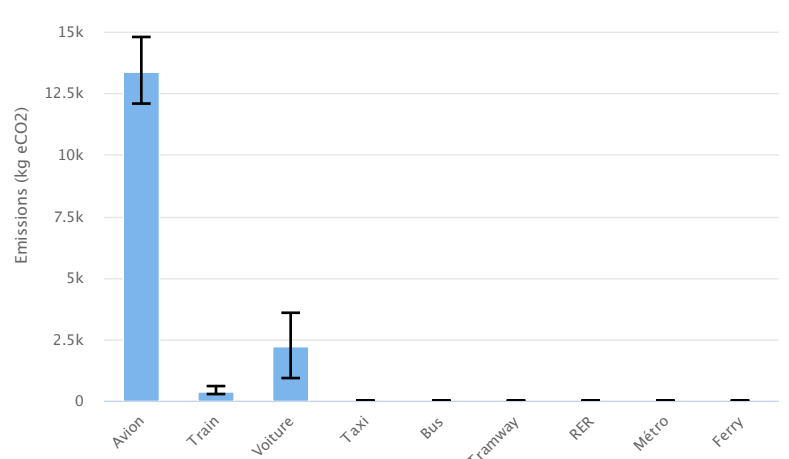 15k
12.5k
10k
7.5k
5k
2.5k
0
Emissions (kg eCO2)
Avion
Train
Voiture
Taxi
Bus
Tramway
RER
Métro
Ferry